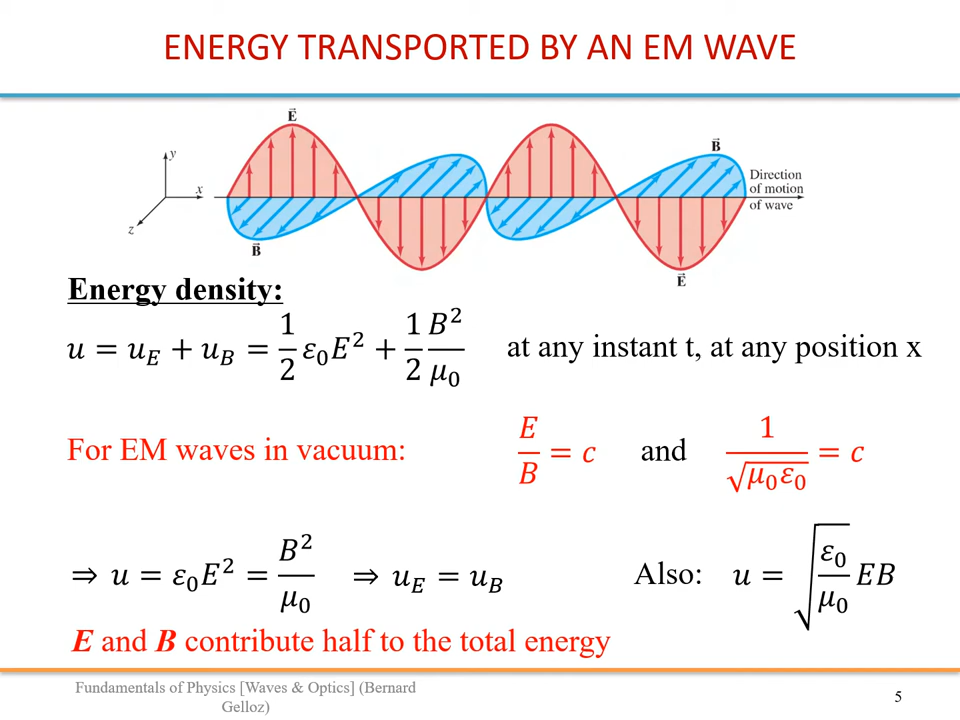 ENERGY TRANSPORTED BY AN EM WAVE
E⃗
B⃗
y
x
z
Direction
of motion
of wave
B⃗
E⃗
Energy density:
u = u_E + u_B = 1/2 ε₀E² + 1/2 B²/μ₀ at any instant t, at any position x
For EM waves in vacuum: E/B = c and 1/√(μ₀ε₀) = c
⇒ u = ε₀E² = B²/μ₀ ⇒ u_E = u_B Also: u = √(ε₀/μ₀) EB
E and B contribute half to the total energy
Fundamentals of Physics [Waves & Optics] (Bernard
Gelloz)
5